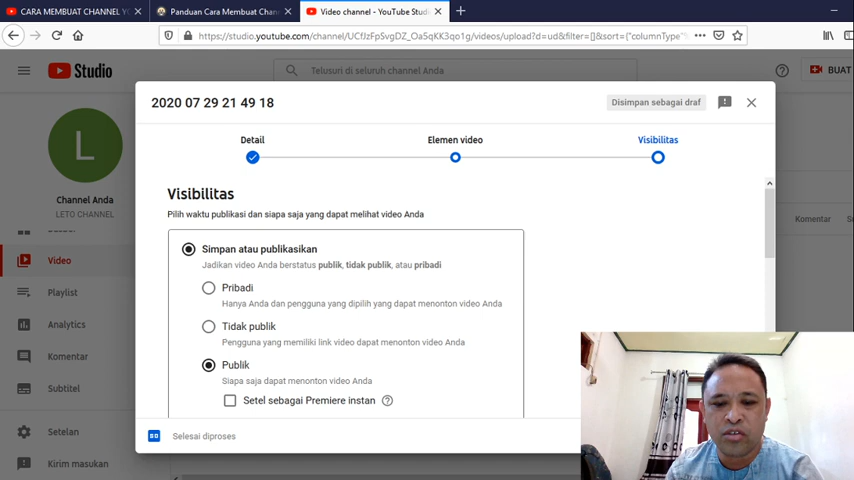 CARA MEMBUAT CHANNEL Y
Panduan Cara Membuat Chan
Video channel - YouTube Studi
https://studio.youtube.com/channel/UCfJzFpSvgDZ_Oa5qKK3qo1g/videos/upload?d=ud&filter=[]&sort={"columnType"
Studio
Telusuri di seluruh channel Anda
BUAT
L
Channel Anda
LETO CHANNEL
Video
Playlist
Analytics
Komentar
Subtitel
Setelan
Kirim masukan
2020 07 29 21 49 18
Disimpan sebagai draf
Detail
Elemen video
Visibilitas
Visibilitas
Pilih waktu publikasi dan siapa saja yang dapat melihat video Anda
Simpan atau publikasikan
Jadikan video Anda berstatus publik, tidak publik, atau pribadi
Pribadi
Hanya Anda dan pengguna yang dipilih yang dapat menonton video Anda
Tidak publik
Pengguna yang memiliki link video dapat menonton video Anda
Publik
Siapa saja dapat menonton video Anda
Setel sebagai Premiere instan
SD
Selesai diproses
Komentar